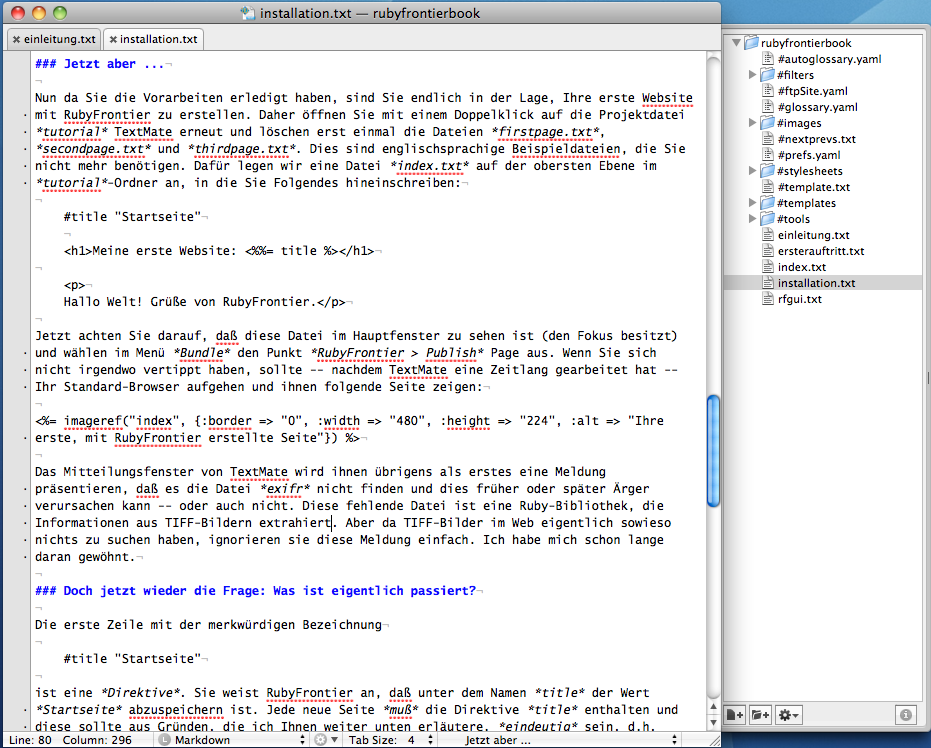 installation.txt — rubyfrontierbook
einleitung.txt
installation.txt
### Jetzt aber ...¬
¬
Nun da Sie die Vorarbeiten erledigt haben, sind Sie endlich in der Lage, Ihre erste Website
mit RubyFrontier zu erstellen. Daher öffnen Sie mit einem Doppelklick auf die Projektdatei
*tutorial* TextMate erneut und löschen erst einmal die Dateien *firstpage.txt*,
*secondpage.txt* und *thirdpage.txt*. Dies sind englischsprachige Beispieldateien, die Sie
nicht mehr benötigen. Dafür legen wir eine Datei *index.txt* auf der obersten Ebene im
*tutorial*-Ordner an, in die Sie Folgendes hineinschreiben:¬
¬
#title "Startseite"¬
¬
<h1>Meine erste Website: <%%= title %></h1>¬
¬
<p>¬
Hallo Welt! Grüße von RubyFrontier.</p>¬
¬
Jetzt achten Sie darauf, daß diese Datei im Hauptfenster zu sehen ist (den Fokus besitzt)
und wählen im Menü *Bundle* den Punkt *RubyFrontier > Publish* Page aus. Wenn Sie sich
nicht irgendwo vertippt haben, sollte -- nachdem TextMate eine Zeitlang gearbeitet hat --
Ihr Standard-Browser aufgehen und ihnen folgende Seite zeigen:¬
¬
<%= imageref("index", {:border => "0", :width => "480", :height => "224", :alt => "Ihre
erste, mit RubyFrontier erstellte Seite"}) %>¬
¬
Das Mitteilungsfenster von TextMate wird ihnen übrigens als erstes eine Meldung
präsentieren, daß es die Datei *exifr* nicht finden und dies früher oder später Ärger
verursachen kann -- oder auch nicht. Diese fehlende Datei ist eine Ruby-Bibliothek, die
Informationen aus TIFF-Bildern extrahiert. Aber da TIFF-Bilder im Web eigentlich sowieso
nichts zu suchen haben, ignorieren sie diese Meldung einfach. Ich habe mich schon lange
daran gewöhnt.¬
¬
### Doch jetzt wieder die Frage: Was ist eigentlich passiert?¬
¬
Die erste Zeile mit der merkwürdigen Bezeichnung¬
¬
#title "Startseite"¬
¬
ist eine *Direktive*. Sie weist RubyFrontier an, daß unter dem Namen *title* der Wert
*Startseite* abzuspeichern ist. Jede neue Seite *muß* die Direktive *title* enthalten und
diese sollte aus Gründen, die ich Ihnen weiter unten erläutere, *eindeutig* sein, d.h.
Line: 80 Column: 296 L Markdown Tab Size: 4 Jetzt aber ...
rubyfrontierbook
#autoglossary.yaml
#filters
#ftpSite.yaml
#glossary.yaml
#images
#nextprevs.txt
#prefs.yaml
#stylesheets
#template.txt
#templates
#tools
einleitung.txt
ersterauftritt.txt
index.txt
installation.txt
rfgui.txt